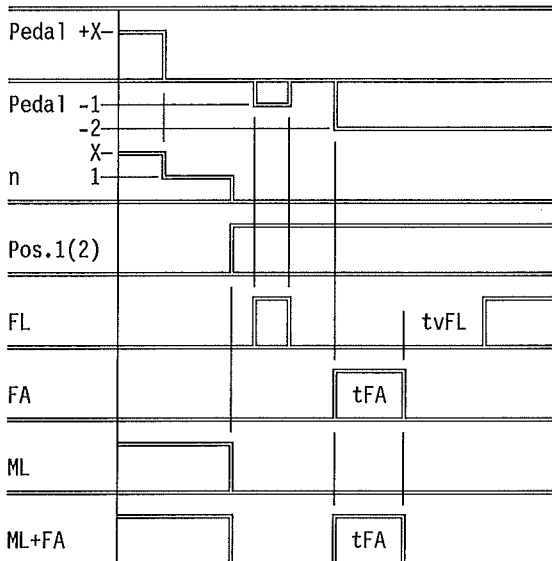 Pedal +X
Pedal -1
-2
X
n 1
Pos.1(2)
FL tvFL
FA tFA
ML
ML+FA tFA